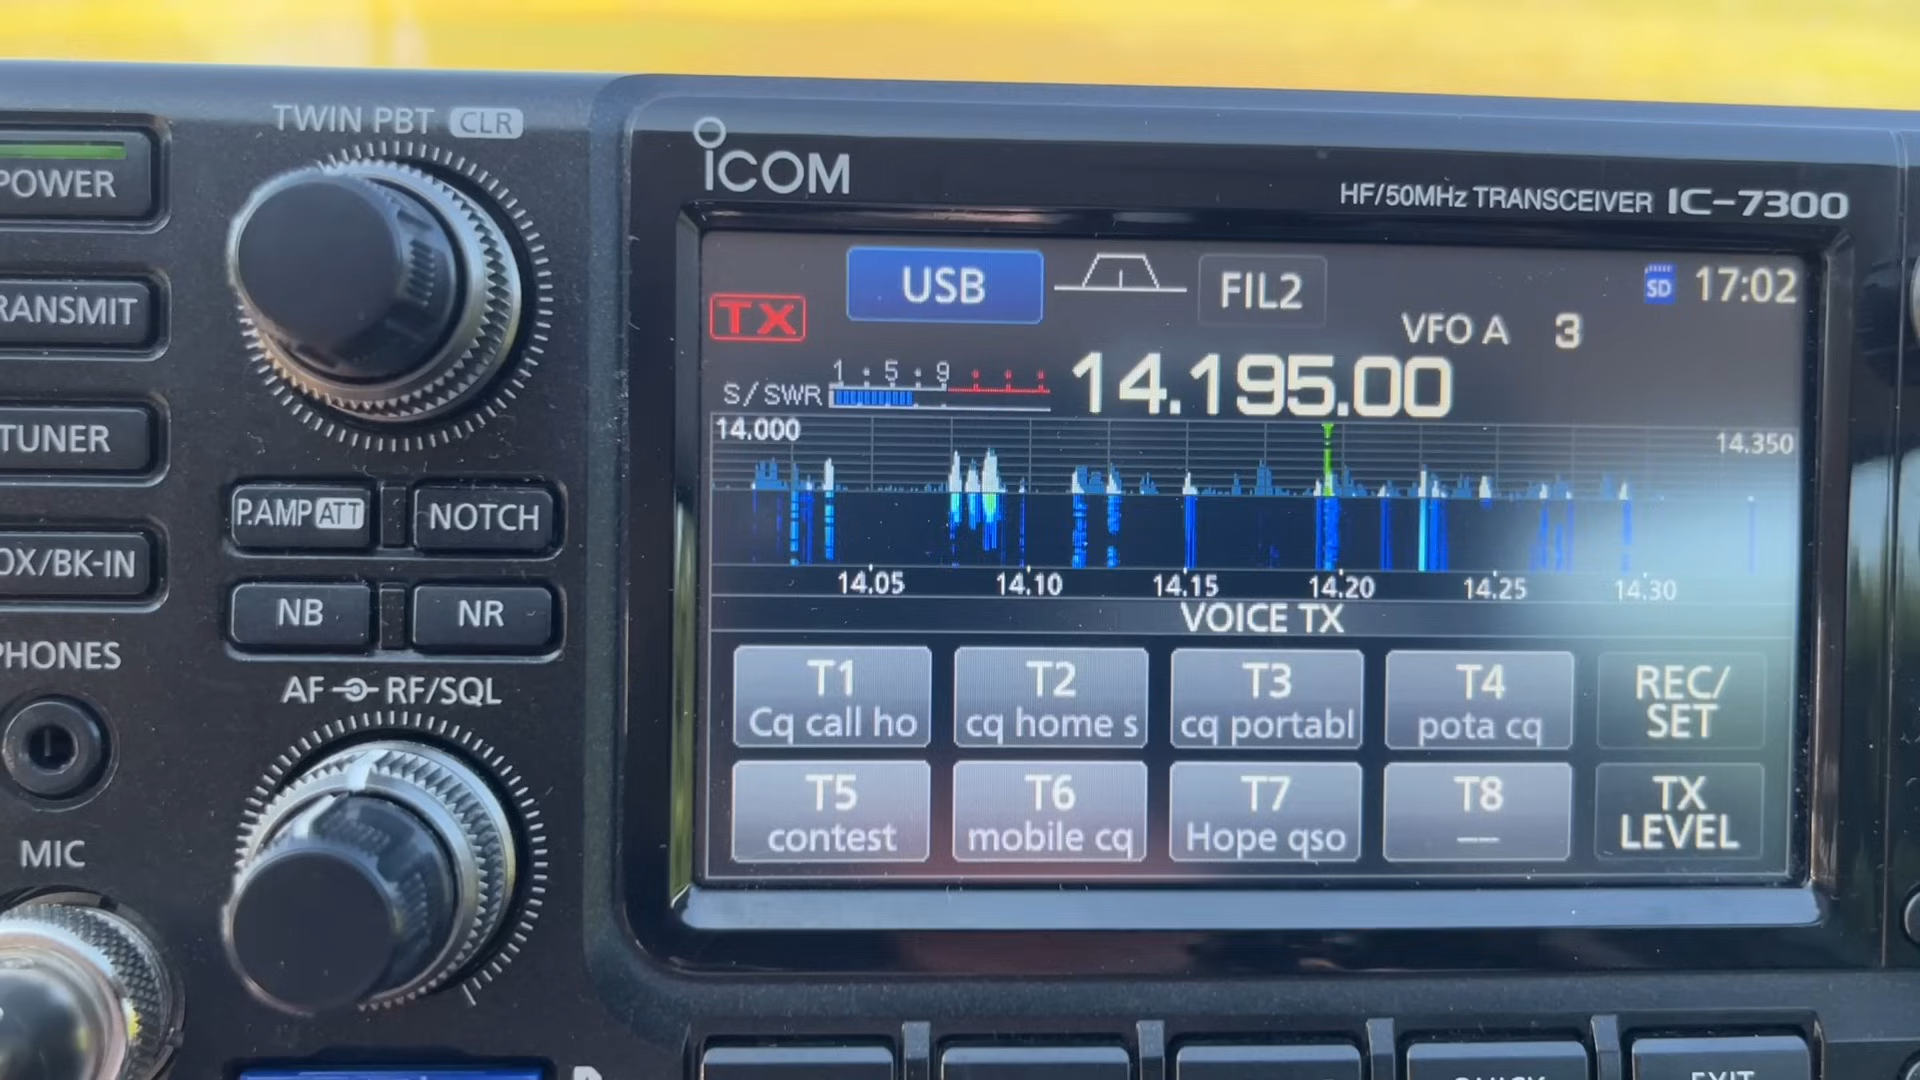 TWIN PBT CLR
POWER
TRANSMIT
TUNER
P.AMP ATT
NOTCH
VOX/BK-IN
NB
NR
PHONES
AF RF/SQL
MIC
ICOM
HF/50MHz TRANSCEIVER IC-7300
USB
FIL2
SD
17:02
TX
VFO A 3
1 5 9
S/SWR
14.195.00
14.000
14.350
14.05 14.10 14.15 14.20 14.25 14.30
VOICE TX
T1
Cq call ho
T2
cq home s
T3
cq portabl
T4
pota cq
REC/
SET
T5
contest
T6
mobile cq
T7
Hope qso
T8
TX
LEVEL
QUICK
EXIT